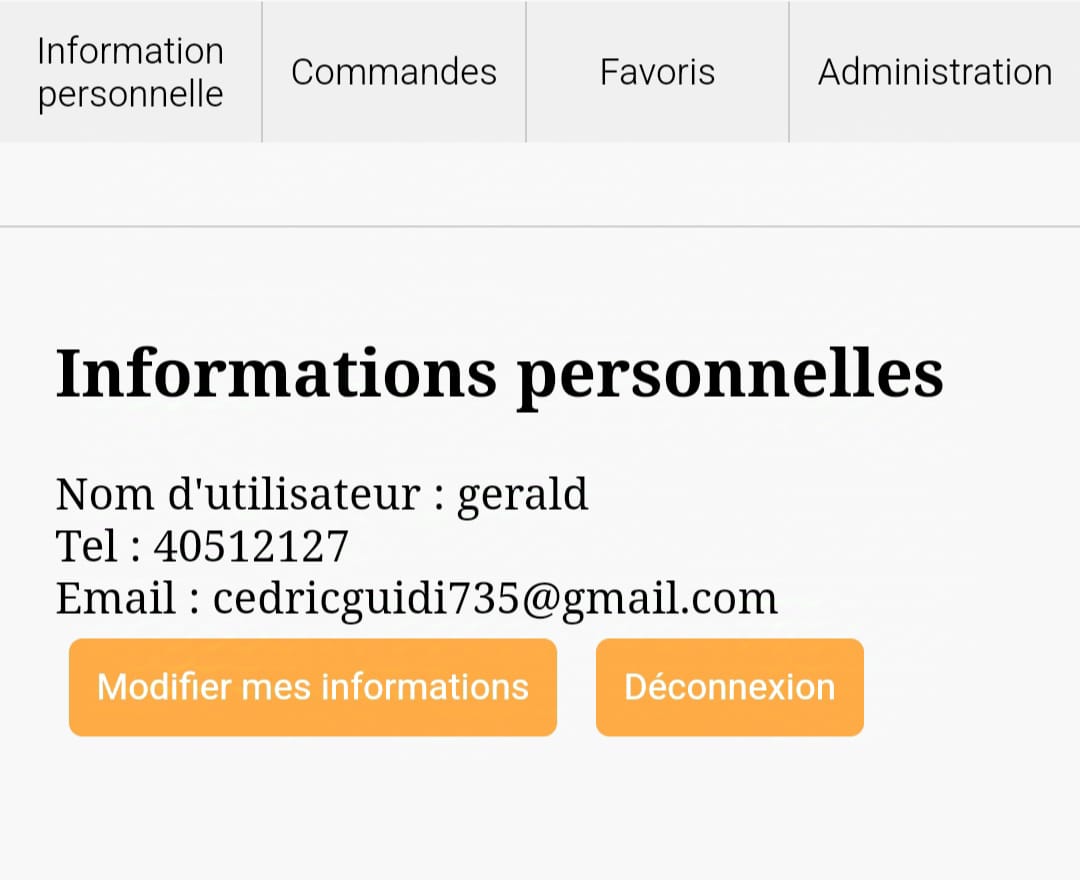 Information
personnelle
Commandes
Favoris
Administration
Informations personnelles
Nom d'utilisateur : gerald
Tel : 40512127
Email : cedricguidi735@gmail.com
Modifier mes informations
Déconnexion